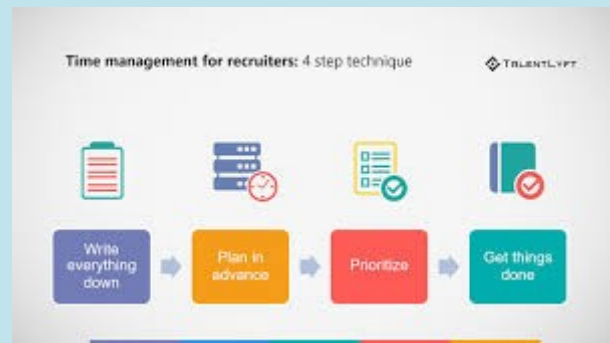 Time management for recruiters: 4 step technique
TALENTLYFT
Write
everything
down
Plan in
advance
Prioritize
Get things
done